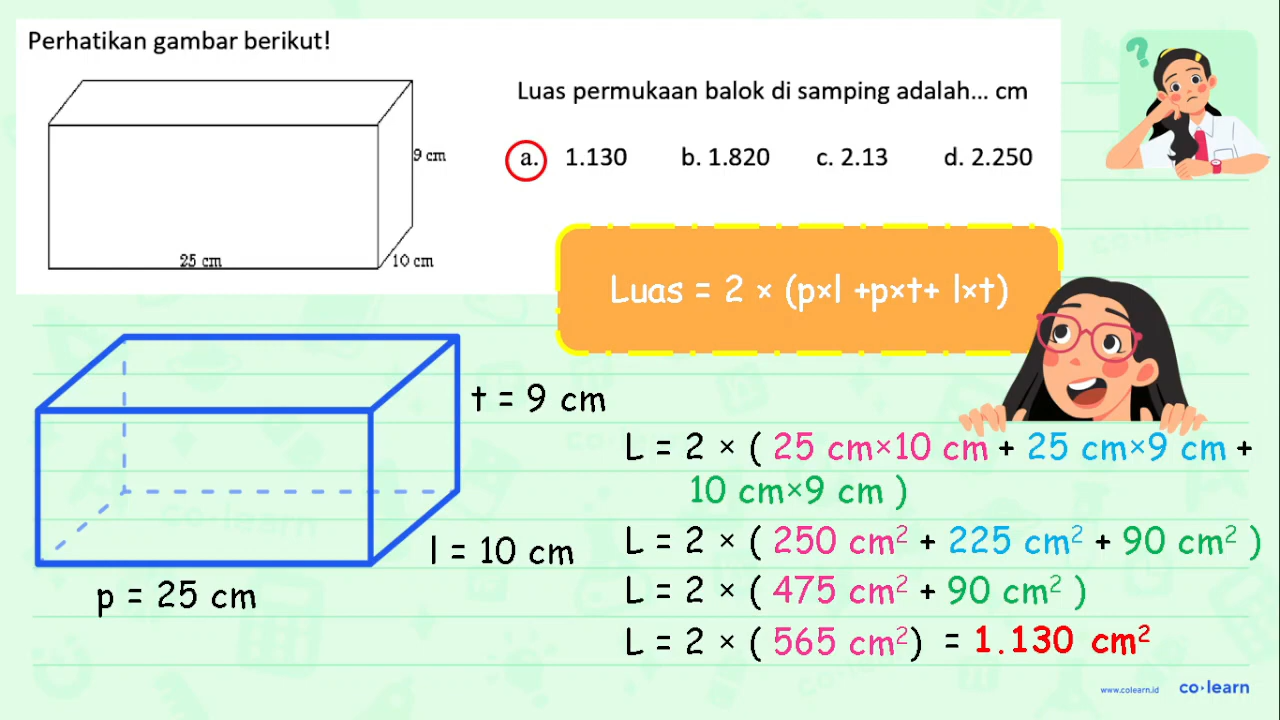 Perhatikan gambar berikut!
Luas permukaan balok di samping adalah... cm
9 cm
a. 1.130 b. 1.820 c. 2.13 d. 2.250
25 cm
10 cm
Luas = 2 × (p×l +p×t+ l×t)
t = 9 cm
l = 10 cm
p = 25 cm
L = 2 × ( 25 cm×10 cm + 25 cm×9 cm +
10 cm×9 cm )
L = 2 × ( 250 cm² + 225 cm² + 90 cm² )
L = 2 × ( 475 cm² + 90 cm² )
L = 2 × ( 565 cm²) = 1.130 cm²
www.colearn.id co·learn